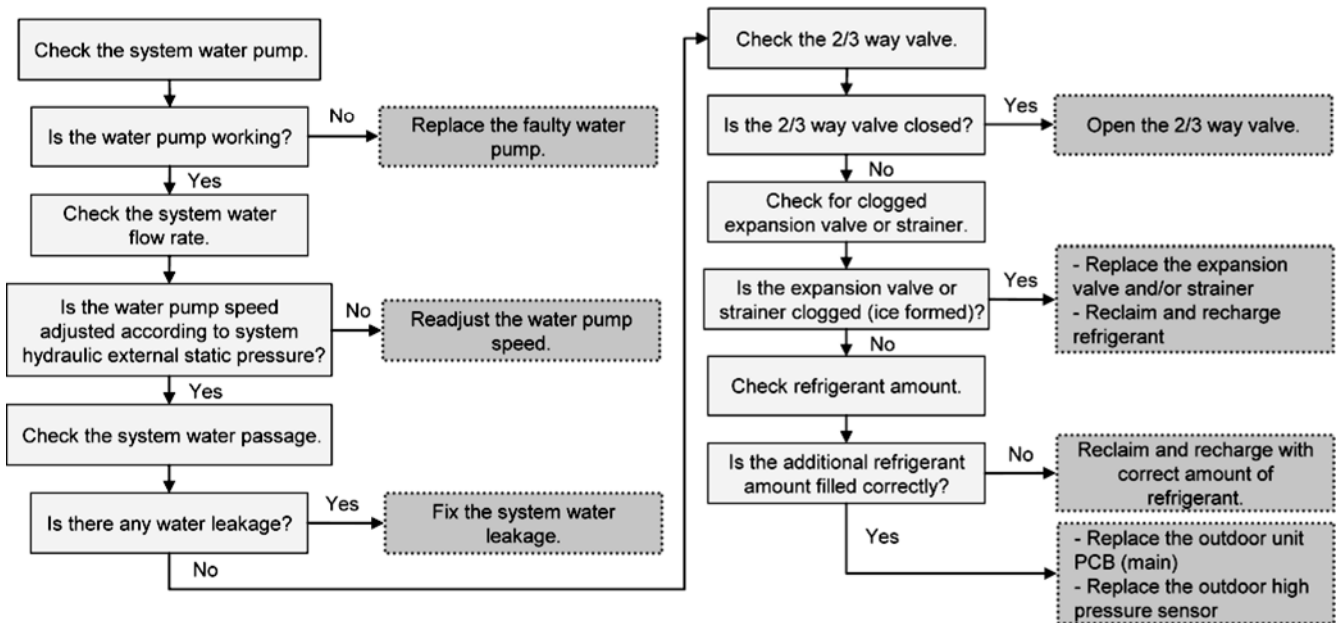 Check the system water pump.
Is the water pump working?
No
Replace the faulty water
pump.
Yes
Check the system water
flow rate.
Is the water pump speed
adjusted according to system
hydraulic external static pressure?
No
Readjust the water pump
speed.
Yes
Check the system water passage.
Is there any water leakage?
Yes
Fix the system water
leakage.
No
Check the 2/3 way valve.
Is the 2/3 way valve closed?
Yes
Open the 2/3 way valve.
No
Check for clogged
expansion valve or strainer.
Is the expansion valve or
strainer clogged (ice formed)?
Yes
- Replace the expansion
valve and/or strainer
- Reclaim and recharge
refrigerant
No
Check refrigerant amount.
Is the additional refrigerant
amount filled correctly?
No
Reclaim and recharge with
correct amount of
refrigerant.
Yes
- Replace the outdoor unit
PCB (main)
- Replace the outdoor high
pressure sensor